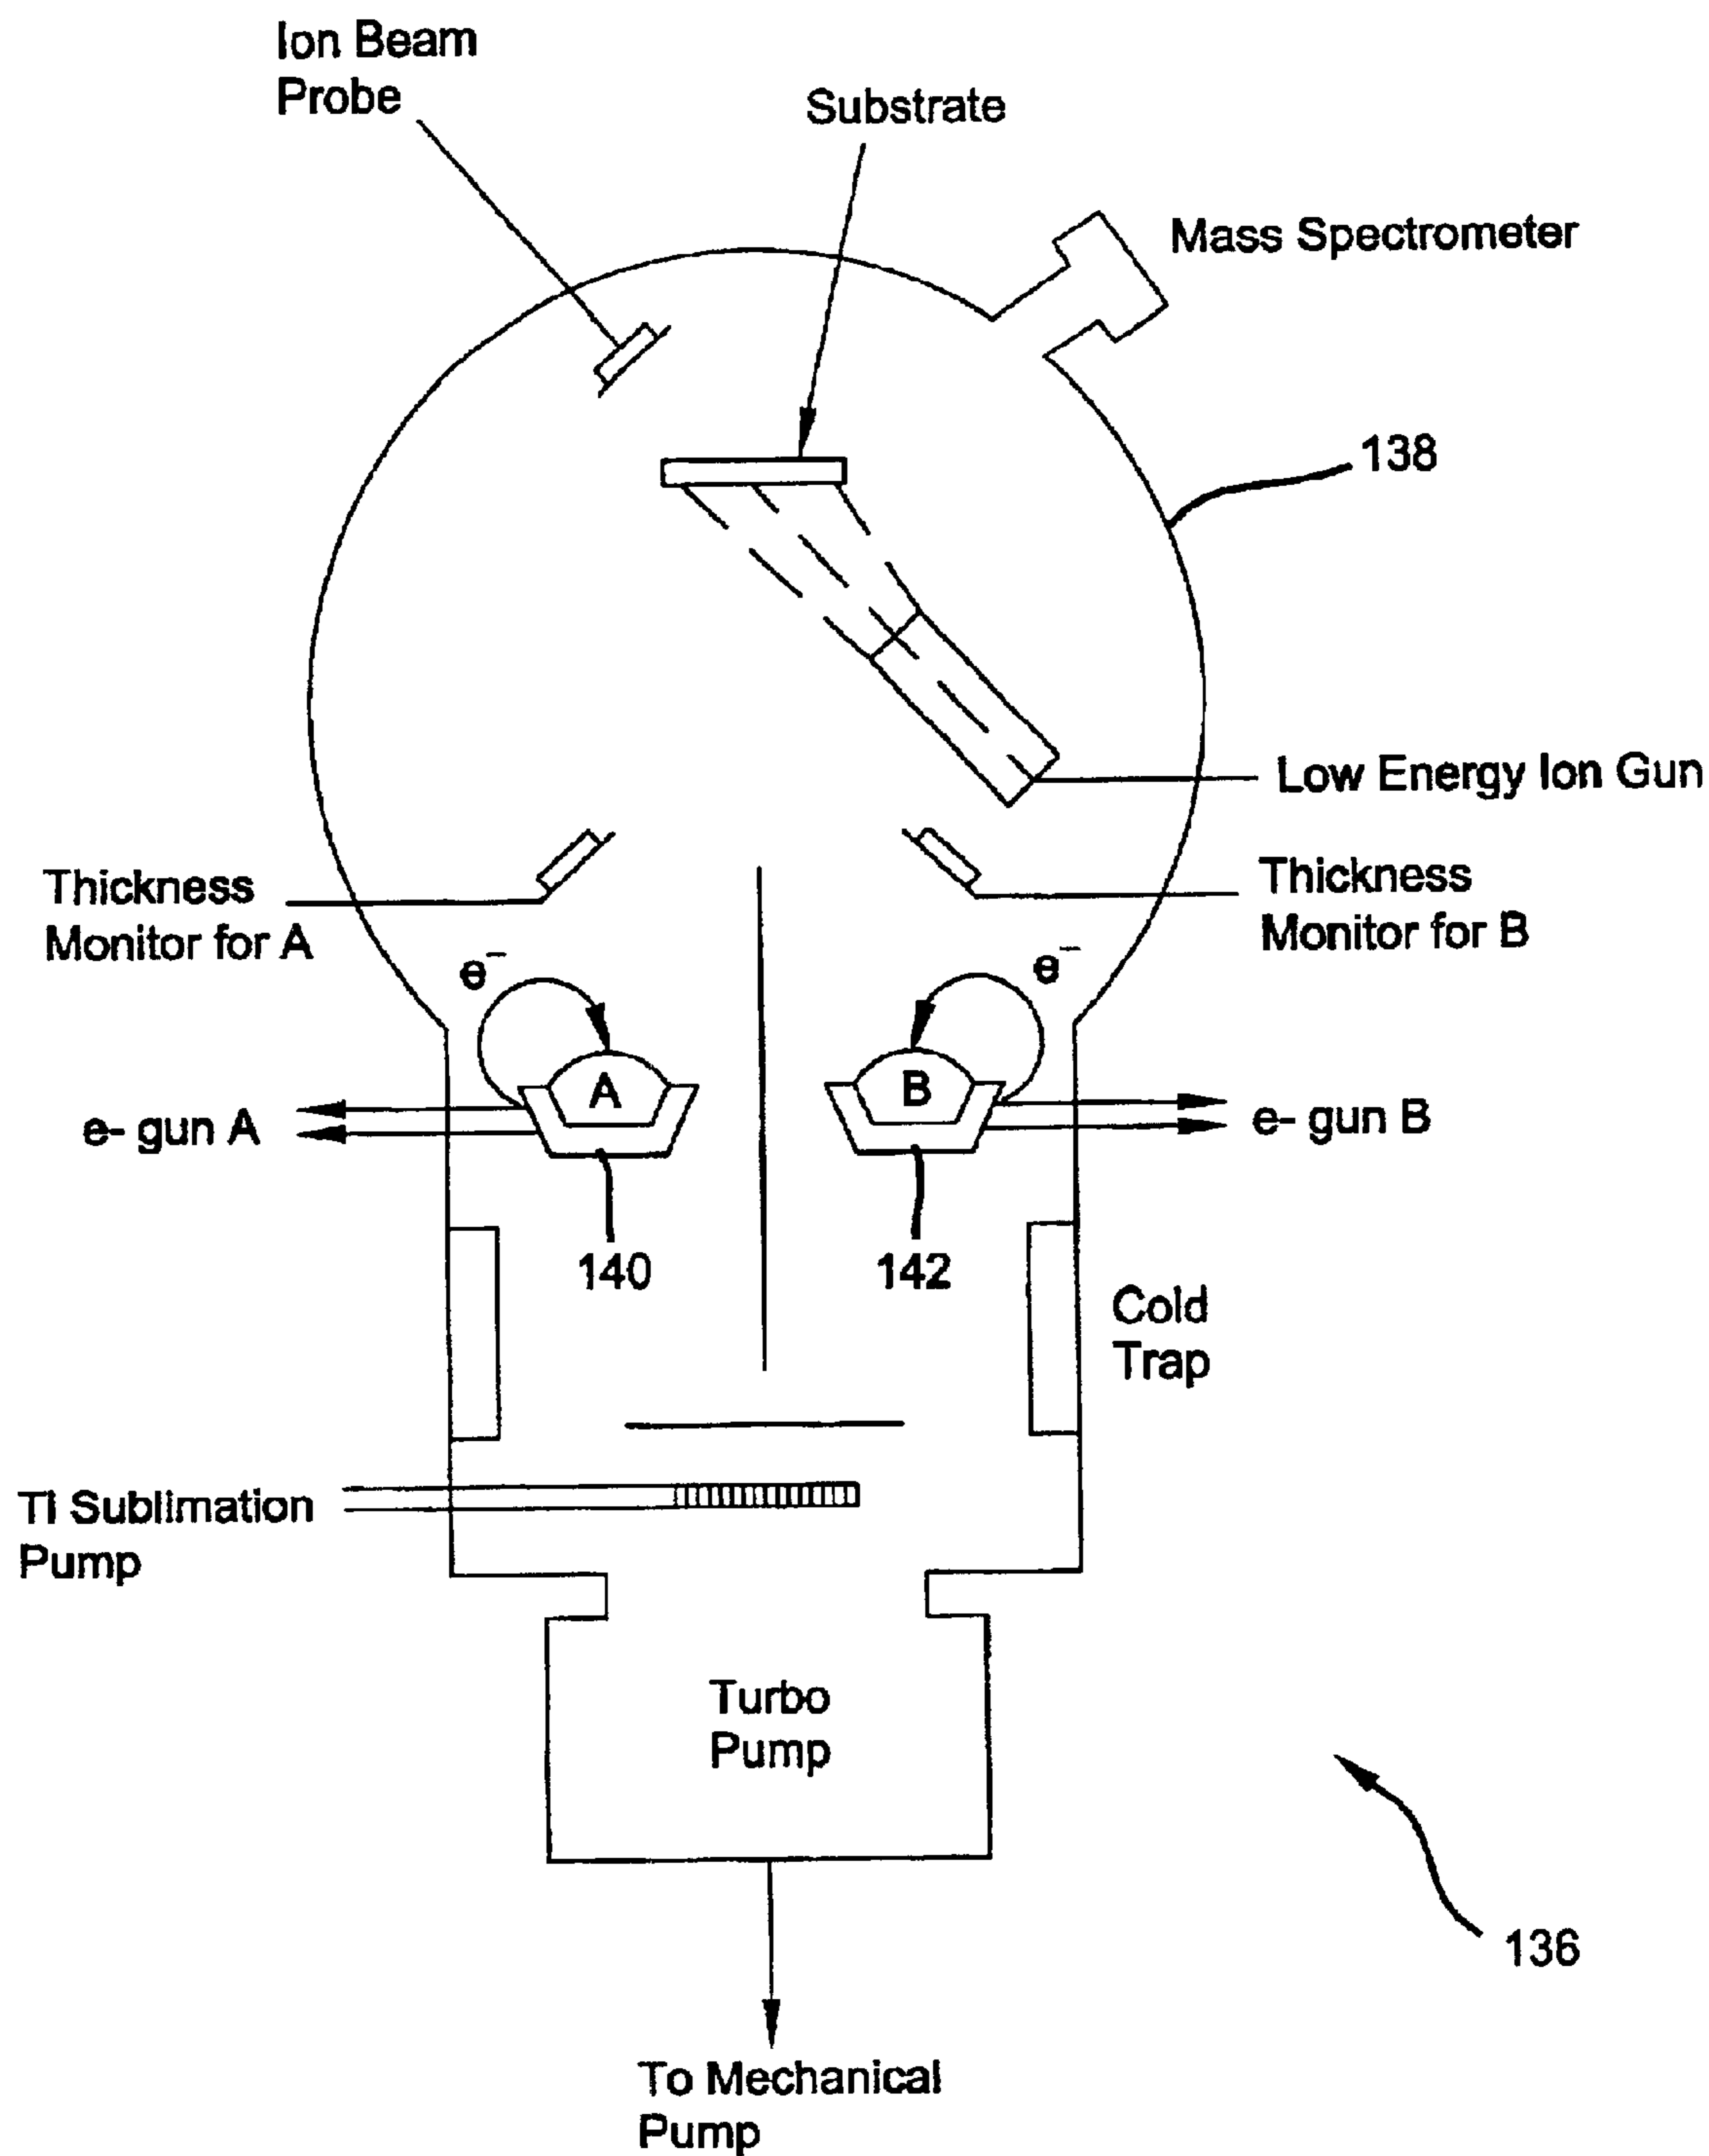 Ion Beam
Probe
Substrate
Mass Spectrometer
138
Low Energy Ion Gun
Thickness
Monitor for A
Thickness
Monitor for B
e⁻
e⁻
A
B
e- gun A
e- gun B
140
142
Cold
Trap
Ti Sublimation
Pump
Turbo
Pump
136
To Mechanical
Pump